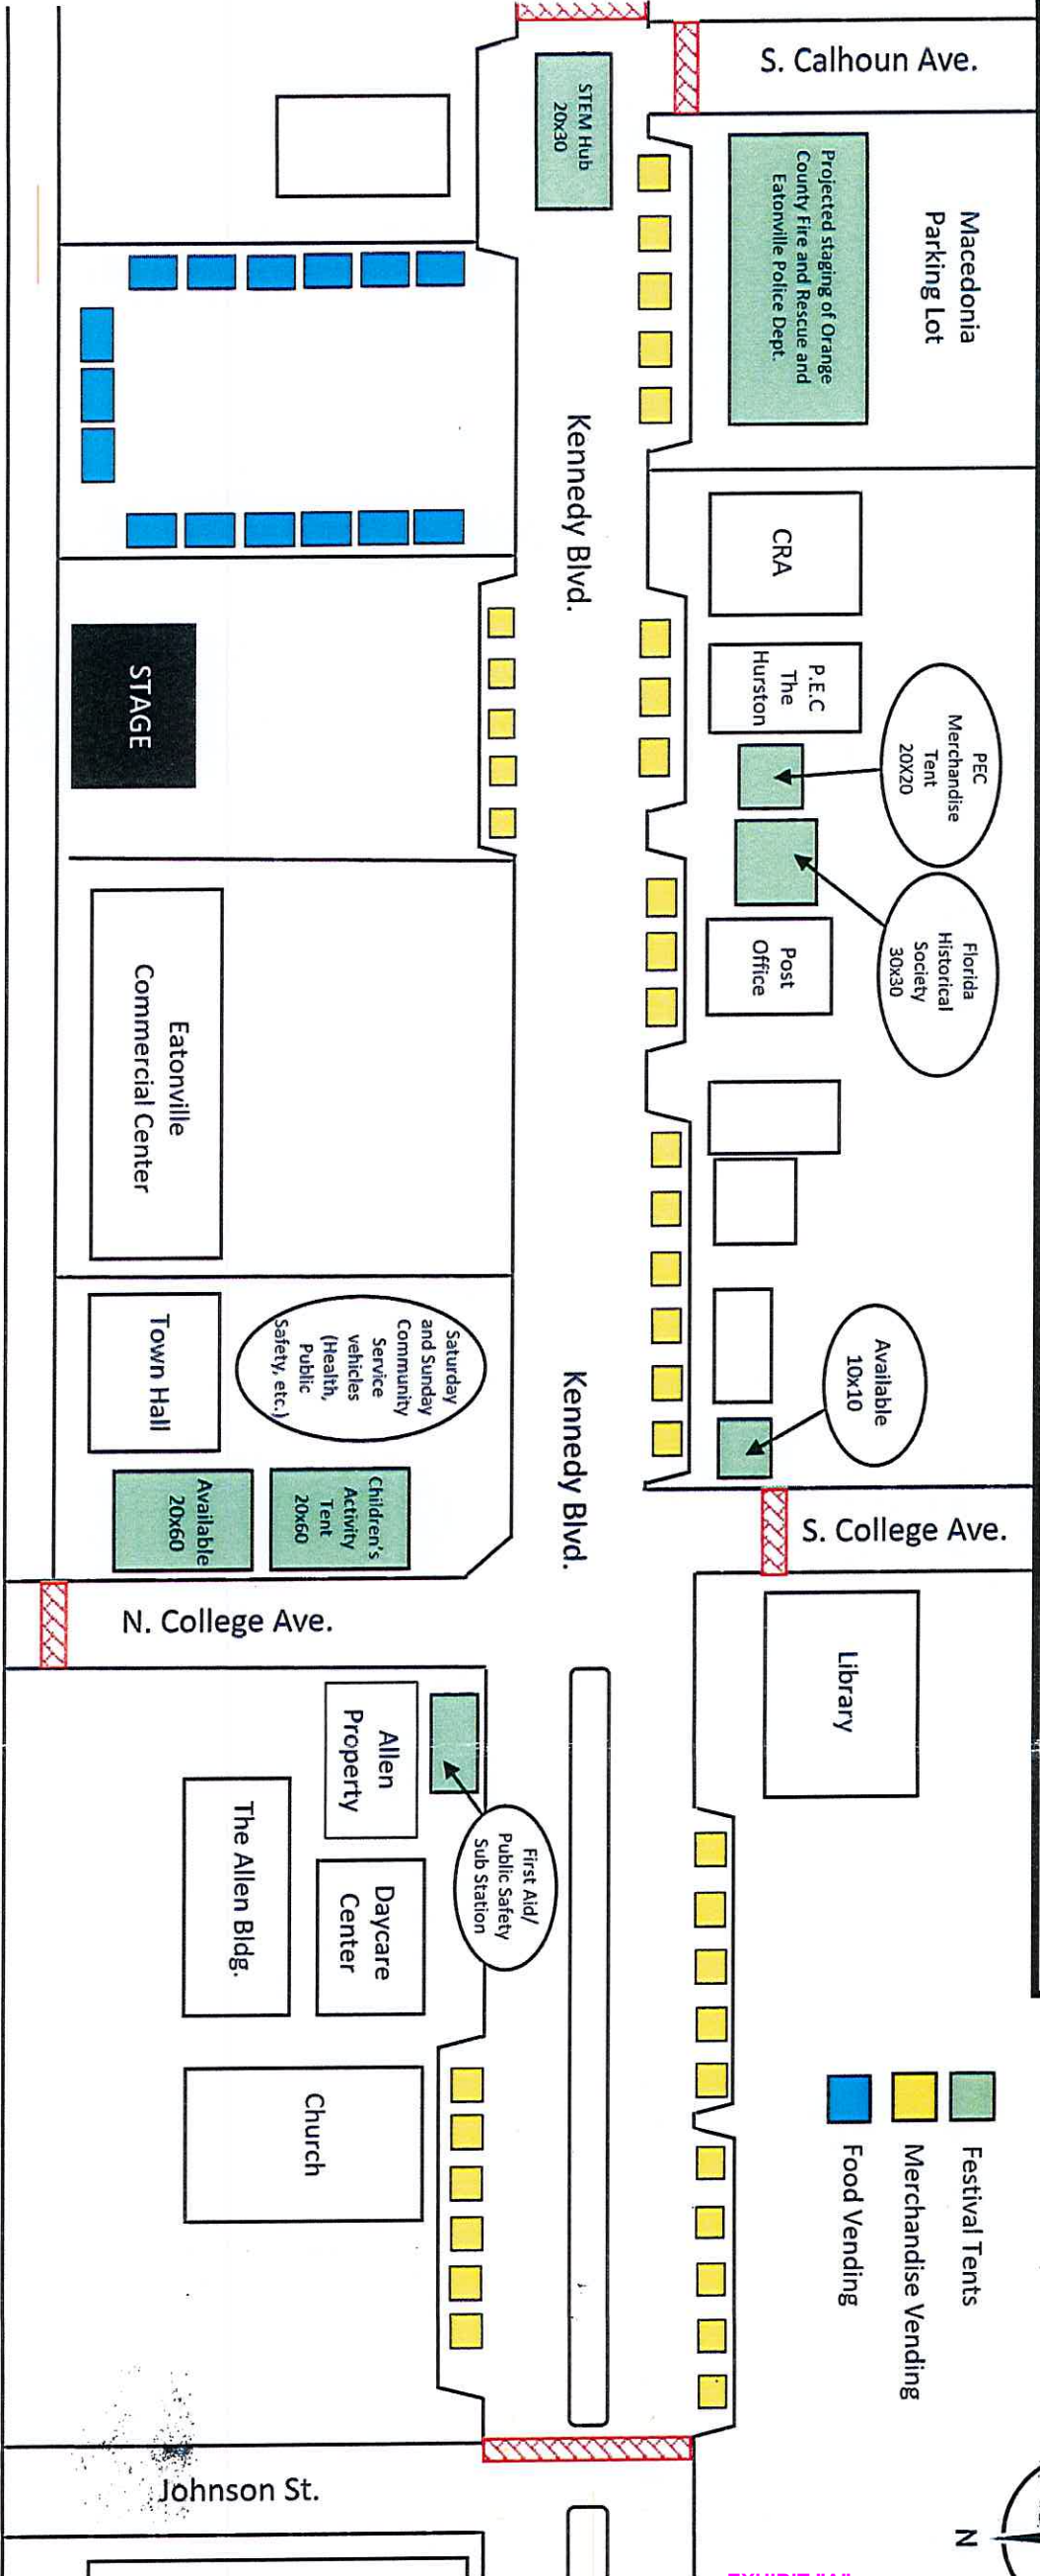 S. Calhoun Ave.
STEM Hub
20x30
Projected staging of Orange
County Fire and Rescue and
Eatonville Police Dept.
Macedonia
Parking Lot
Kennedy Blvd.
CRA
P.E.C
The
Hurston
PEC
Merchandise
Tent
20X20
Florida
Historical
Society
30x30
Post
Office
STAGE
Eatonville
Commercial Center
Town Hall
Saturday
and Sunday
Community
Service
vehicles
(Health,
Public
Safety, etc.)
Kennedy Blvd.
Available
10x10
Children's
Activity
Tent
20x60
Available
20x60
S. College Ave.
N. College Ave.
Library
Allen
Property
First Aid/
Public Safety
Sub Station
The Allen Bldg.
Daycare
Center
Church
Festival Tents
Merchandise Vending
Food Vending
Johnson St.
N